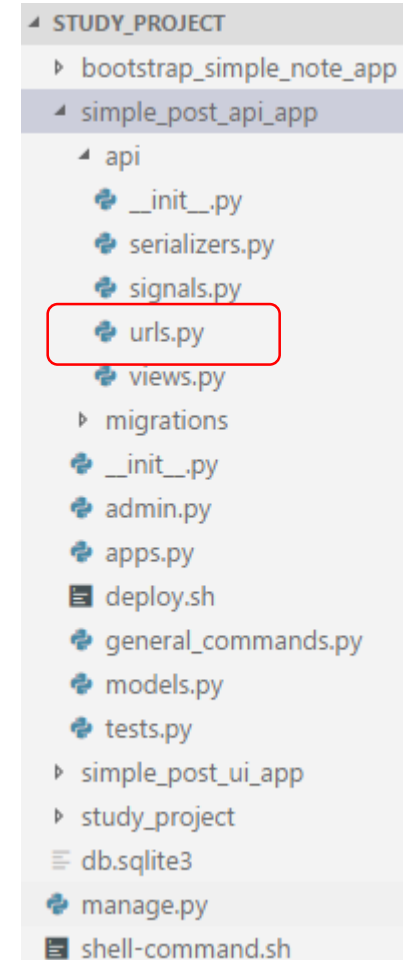 STUDY_PROJECT
bootstrap_simple_note_app
simple_post_api_app
api
__init__.py
serializers.py
signals.py
urls.py
views.py
migrations
__init__.py
admin.py
apps.py
deploy.sh
general_commands.py
models.py
tests.py
simple_post_ui_app
study_project
db.sqlite3
manage.py
shell-command.sh